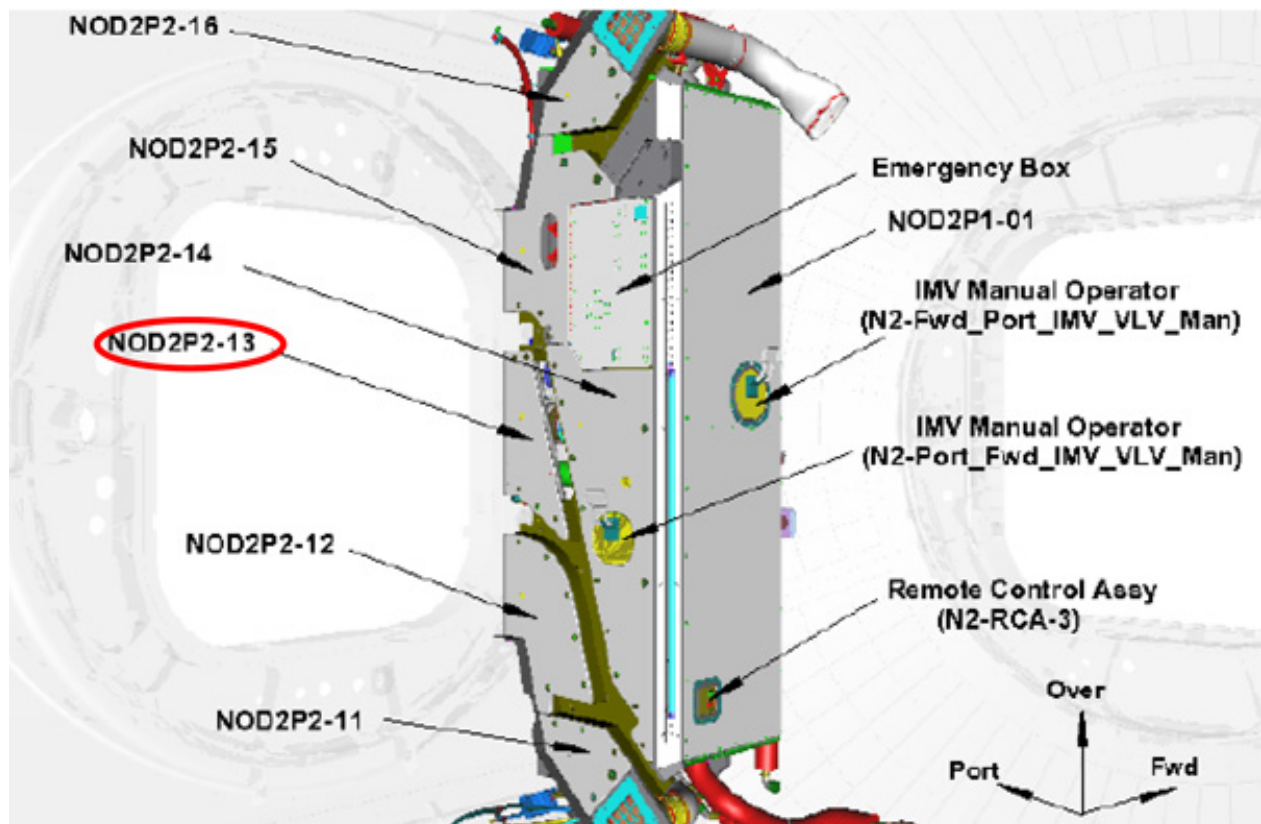 NOD2P2-16
NOD2P2-15
NOD2P2-14
NOD2P2-13
NOD2P2-12
NOD2P2-11
Emergency Box
NOD2P1-01
IMV Manual Operator
(N2-Fwd_Port_IMV_VLV_Man)
IMV Manual Operator
(N2-Port_Fwd_IMV_VLV_Man)
Remote Control Assy
(N2-RCA-3)
Over
Port
Fwd